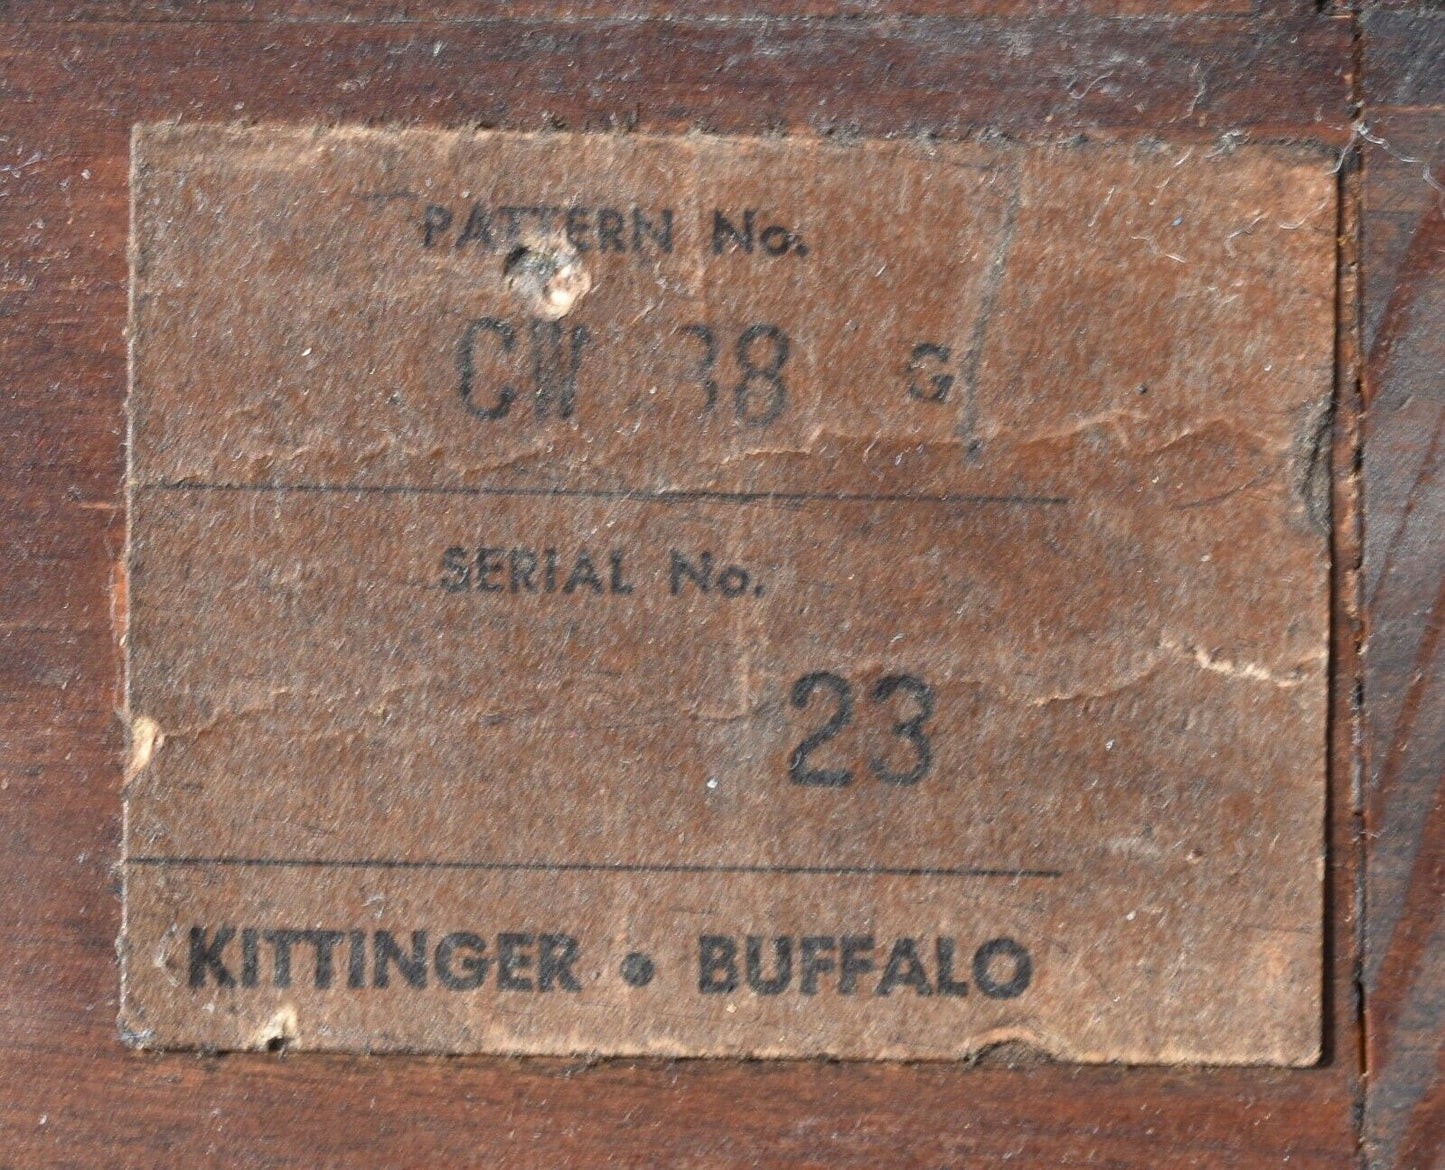 PATTERN No.
CW 38 G
SERIAL No.
23
KITTINGER • BUFFALO